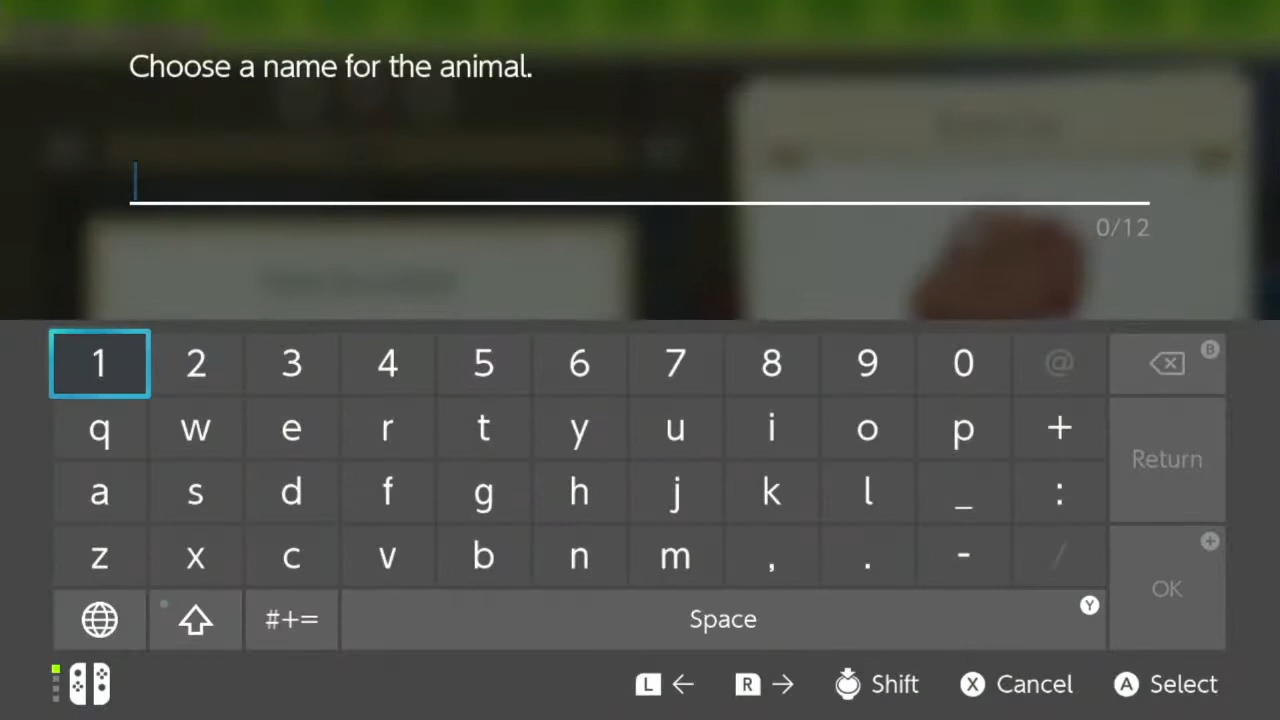 Choose a name for the animal.
0/12
1 2 3 4 5 6 7 8 9 0 @ B
q w e r t y u i o p +
Return
a s d f g h j k l _ :
z x c v b n m , . - / +
OK
#+= Space Y
L ← R → Shift X Cancel A Select